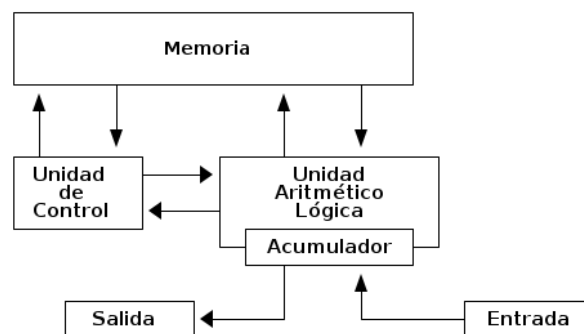 Memoria
Unidad
de
Control
Unidad
Aritmético
Lógica
Acumulador
Salida
Entrada